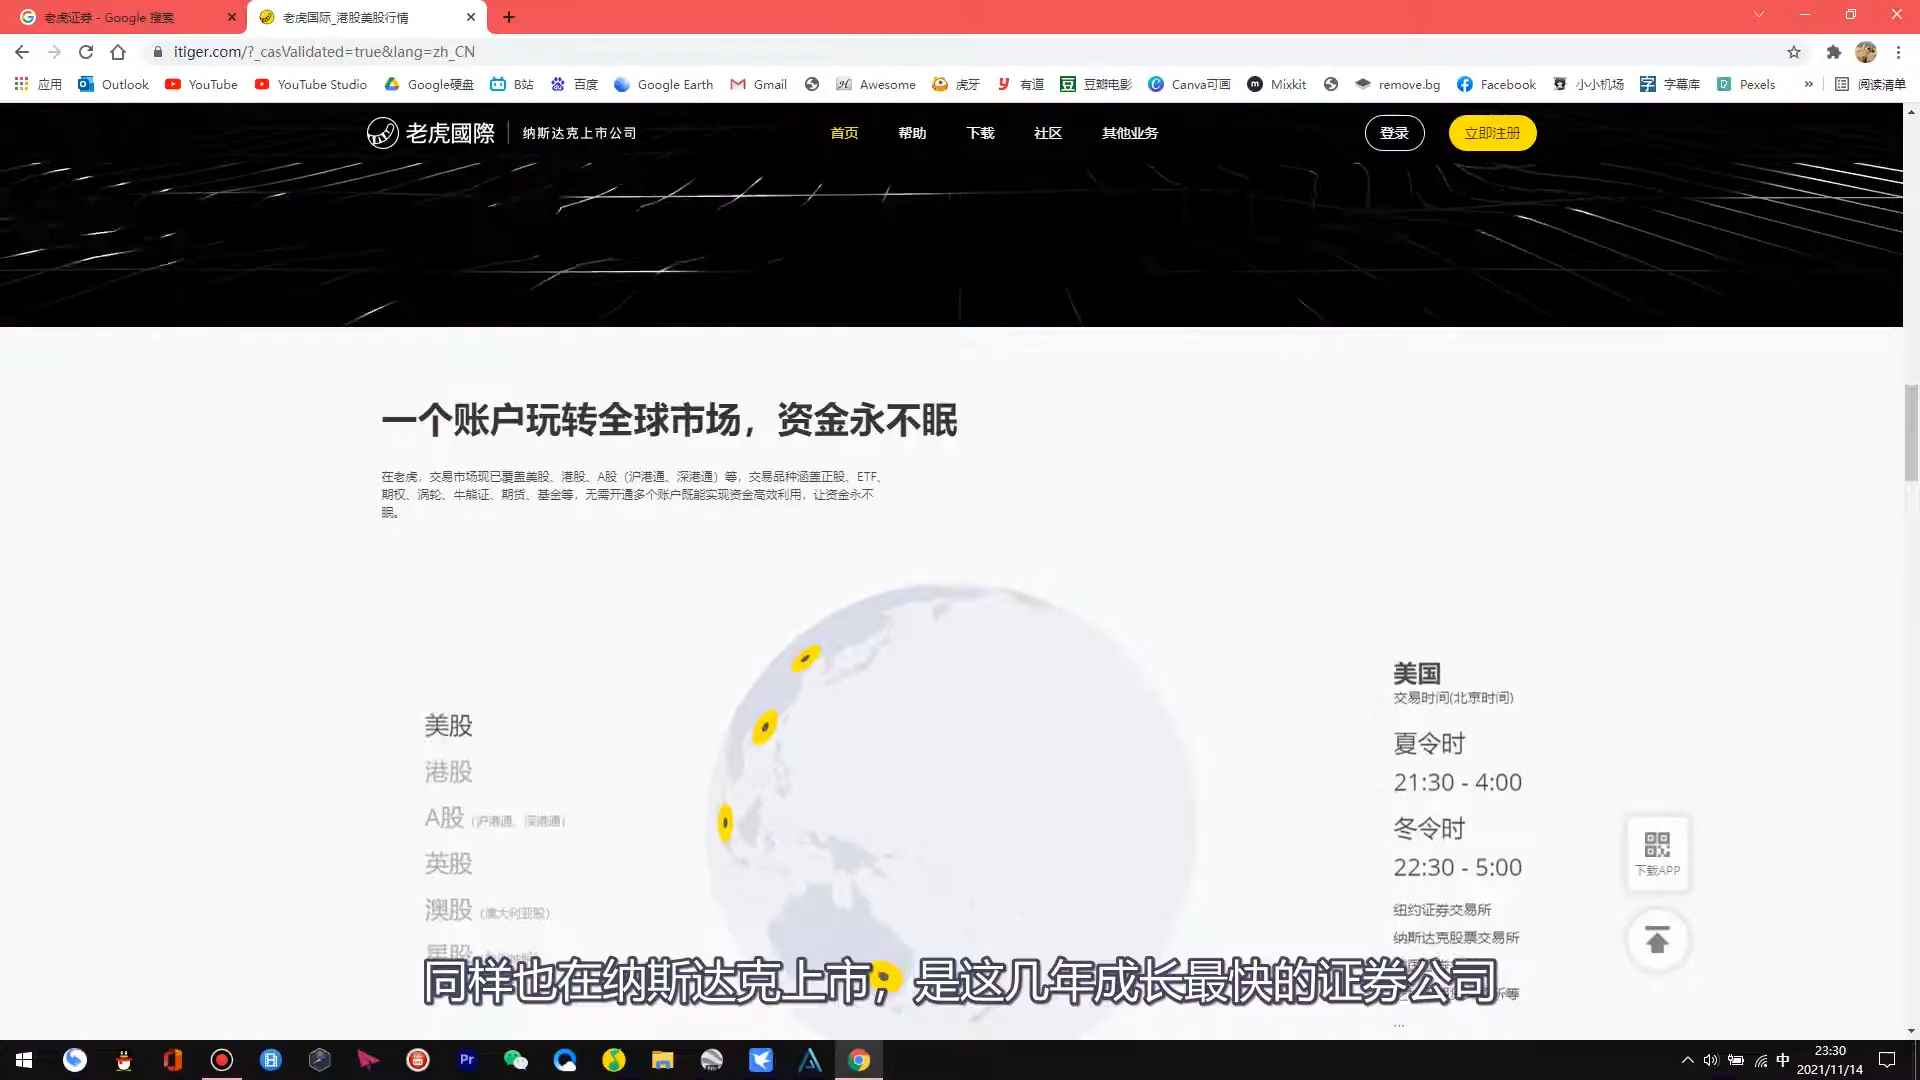 老虎证券 - Google 搜索
老虎国际_港股美股行情
itiger.com/?_casValidated=true&lang=zh_CN
应用 Outlook YouTube YouTube Studio Google硬盘 B站 百度 Google Earth Gmail Awesome 虎牙 有道 豆瓣电影 Canva可画 Mixkit remove.bg Facebook 小小机场 字幕库 Pexels » 阅读清单
老虎國際 纳斯达克上市公司 首页 帮助 下载 社区 其他业务 登录 立即注册
一个账户玩转全球市场，资金永不眠
在老虎，交易市场现已覆盖美股、港股、A股（沪港通、深港通）等，交易品种涵盖正股、ETF、
期权、涡轮、牛熊证、期货、基金等，无需开通多个账户既能实现资金高效利用，让资金永不
眠。
美股
港股
A股（沪港通、深港通）
英股
澳股（澳大利亚股）
美国
交易时间(北京时间)
夏令时
21:30 - 4:00
冬令时
22:30 - 5:00
纽约证券交易所
纳斯达克股票交易所
...
下载APP
同样也在纳斯达克上市，是这几年成长最快的证券公司
Pr
中
23:30
2021/11/14